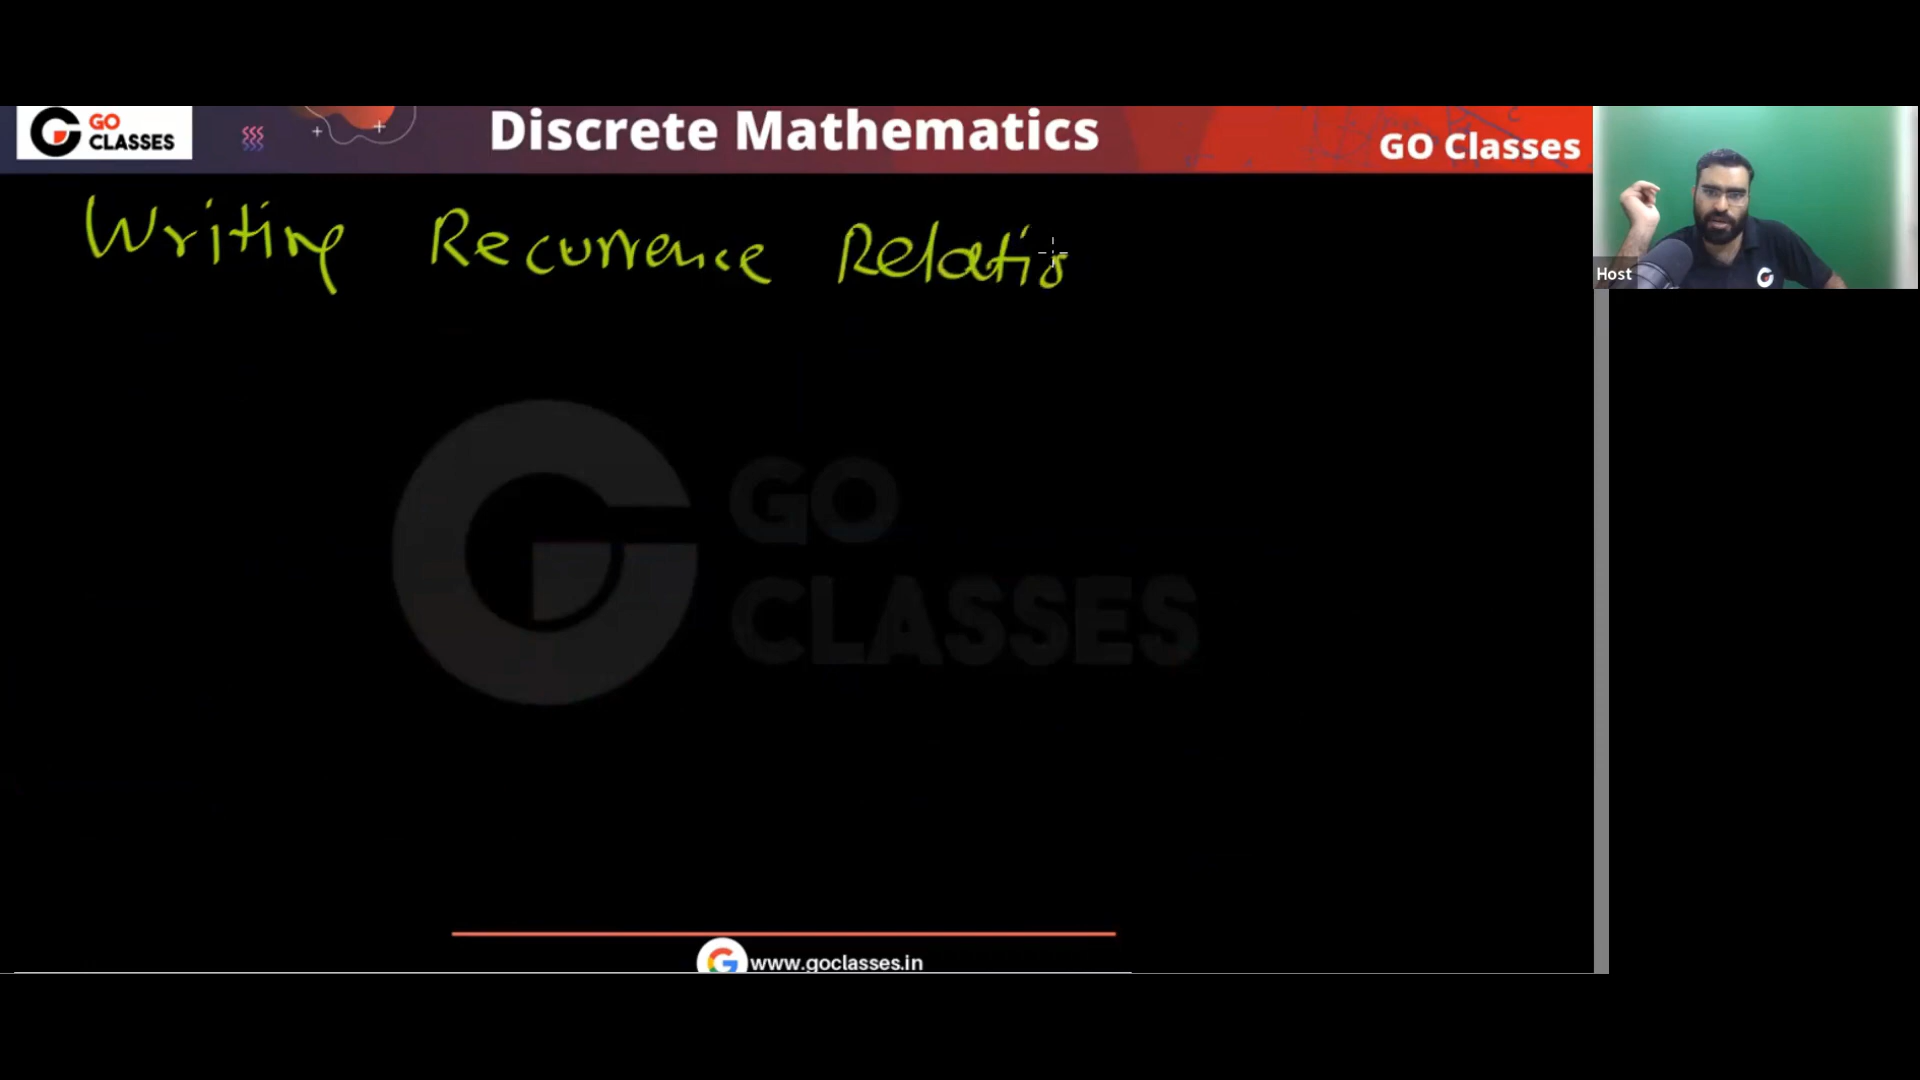 GO CLASSES
Discrete Mathematics
GO Classes
Writing Recurrence Relatio
Host
GO
CLASSES
www.goclasses.in